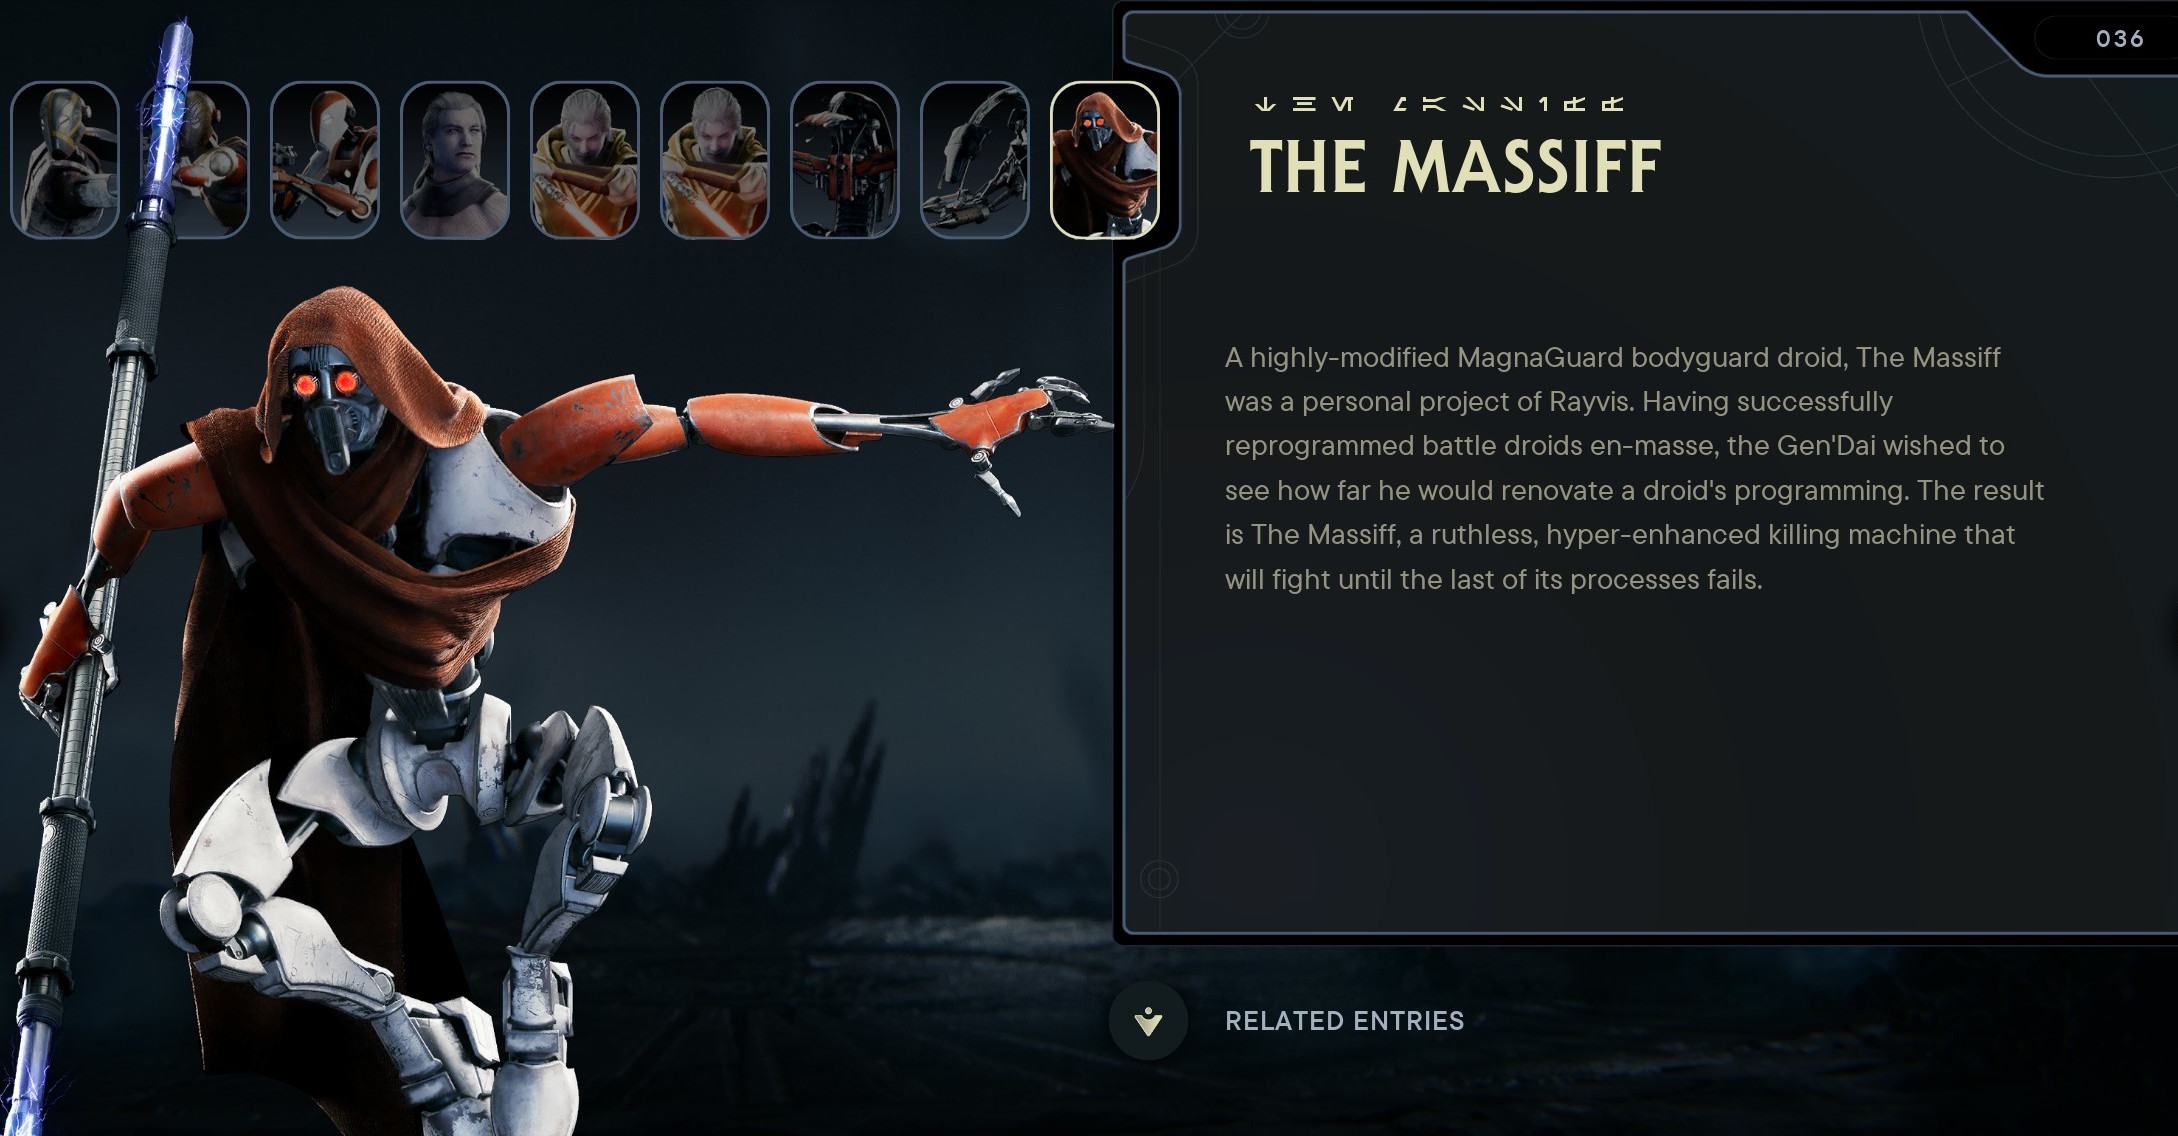 036
THE MASSIFF
A highly-modified MagnaGuard bodyguard droid, The Massiff
was a personal project of Rayvis. Having successfully
reprogrammed battle droids en-masse, the Gen'Dai wished to
see how far he would renovate a droid's programming. The result
is The Massiff, a ruthless, hyper-enhanced killing machine that
will fight until the last of its processes fails.
RELATED ENTRIES